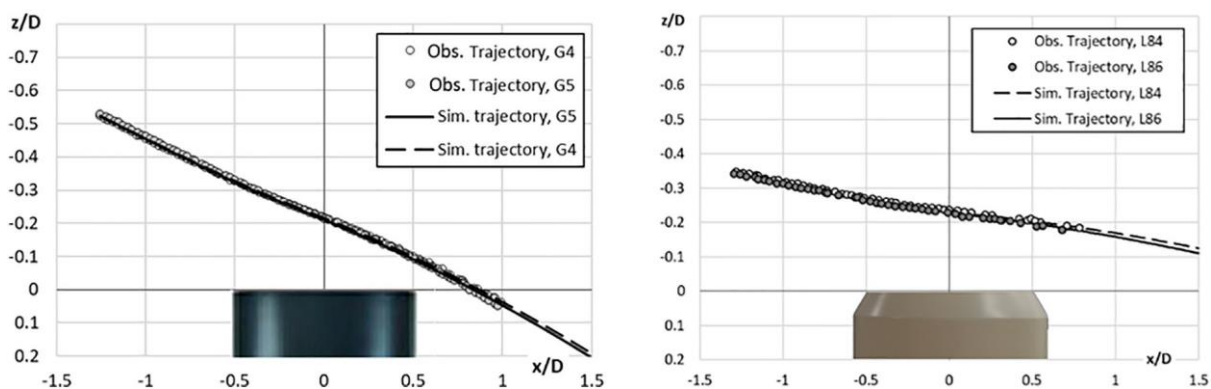 z/D
-0.7
-0.6
-0.5
-0.4
-0.3
-0.2
-0.1
0
0.1
0.2
-1.5
-1
-0.5
0
0.5
1
1.5
x/D
Obs. Trajectory, G4
Obs. Trajectory, G5
Sim. trajectory, G5
Sim. trajectory, G4
z/D
-0.7
-0.6
-0.5
-0.4
-0.3
-0.2
-0.1
0
0.1
0.2
-1.5
-1
-0.5
0
0.5
1
1.5
x/D
Obs. Trajectory, L84
Obs. Trajectory, L86
Sim. Trajectory, L84
Sim. Trajectory, L86